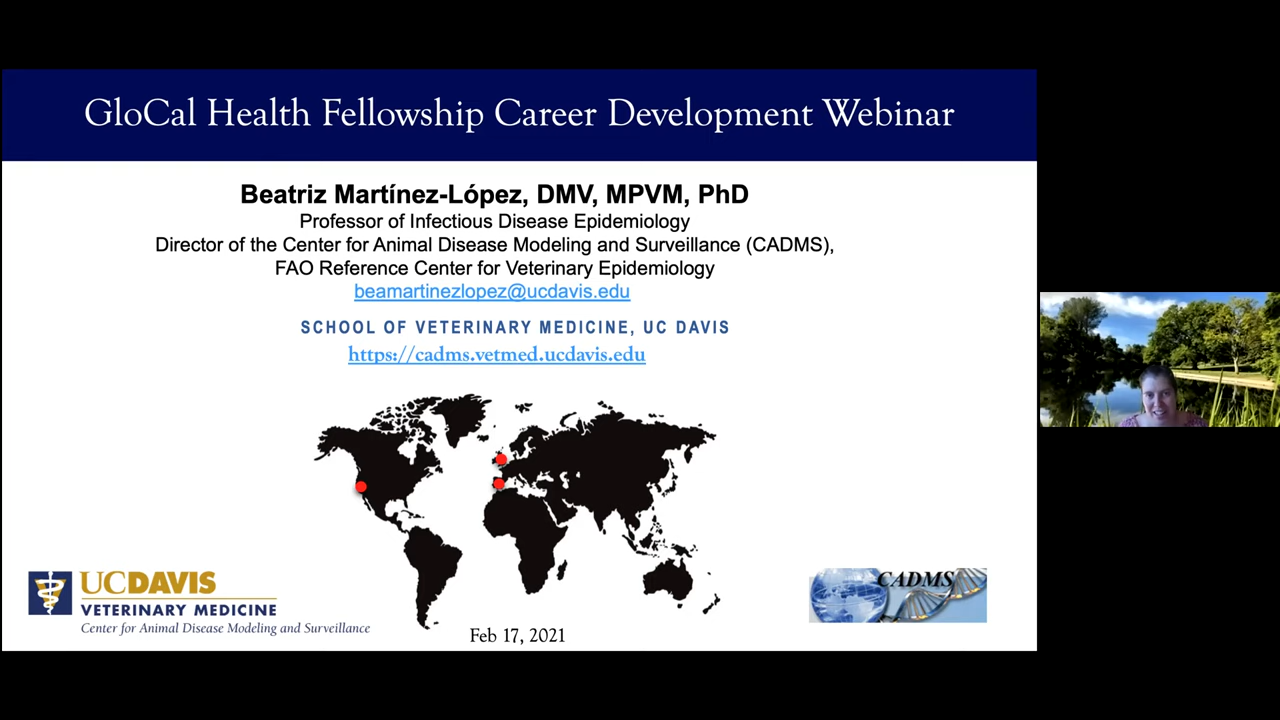 GloCal Health Fellowship Career Development Webinar
Beatriz Martínez-López, DMV, MPVM, PhD
Professor of Infectious Disease Epidemiology
Director of the Center for Animal Disease Modeling and Surveillance (CADMS),
FAO Reference Center for Veterinary Epidemiology
beamartinezlopez@ucdavis.edu
SCHOOL OF VETERINARY MEDICINE, UC DAVIS
https://cadms.vetmed.ucdavis.edu
UCDAVIS
VETERINARY MEDICINE
Center for Animal Disease Modeling and Surveillance
CADMS
Feb 17, 2021